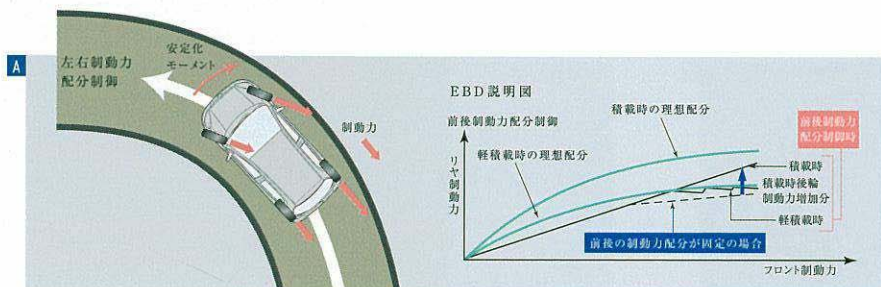 A
左右制動力
配分制御
安定化
モーメント
制動力
EBD説明図
前後制動力配分制御
積載時の理想配分
軽積載時の理想配分
リヤ制動力
前後制動力
配分制御時
積載時
積載時後輪
制動力増加分
軽積載時
前後の制動力配分が固定の場合
フロント制動力